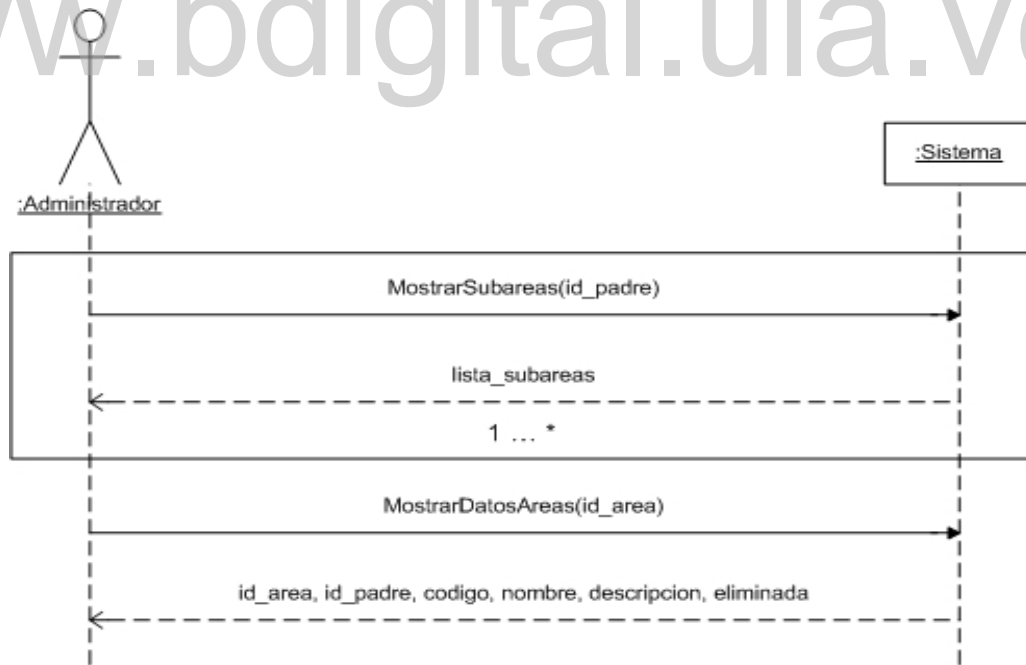 w.bdigital.ula.ve
:Sistema
:Administrador
MostrarSubareas(id_padre)
lista_subareas
1 ... *
MostrarDatosAreas(id_area)
id_area, id_padre, codigo, nombre, descripcion, eliminada